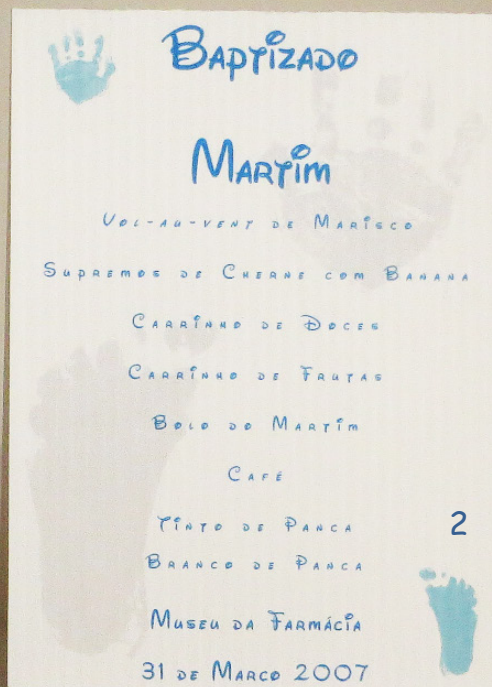 Baptizado
Martim
Vol-au-vent de Marisco
Supremos de Cherne com Banana
Carrinho de Doces
Carrinho de Frutas
Bolo do Martim
Café
Tinto de Panca
2
Branco de Panca
Museu da Farmácia
31 de Março 2007